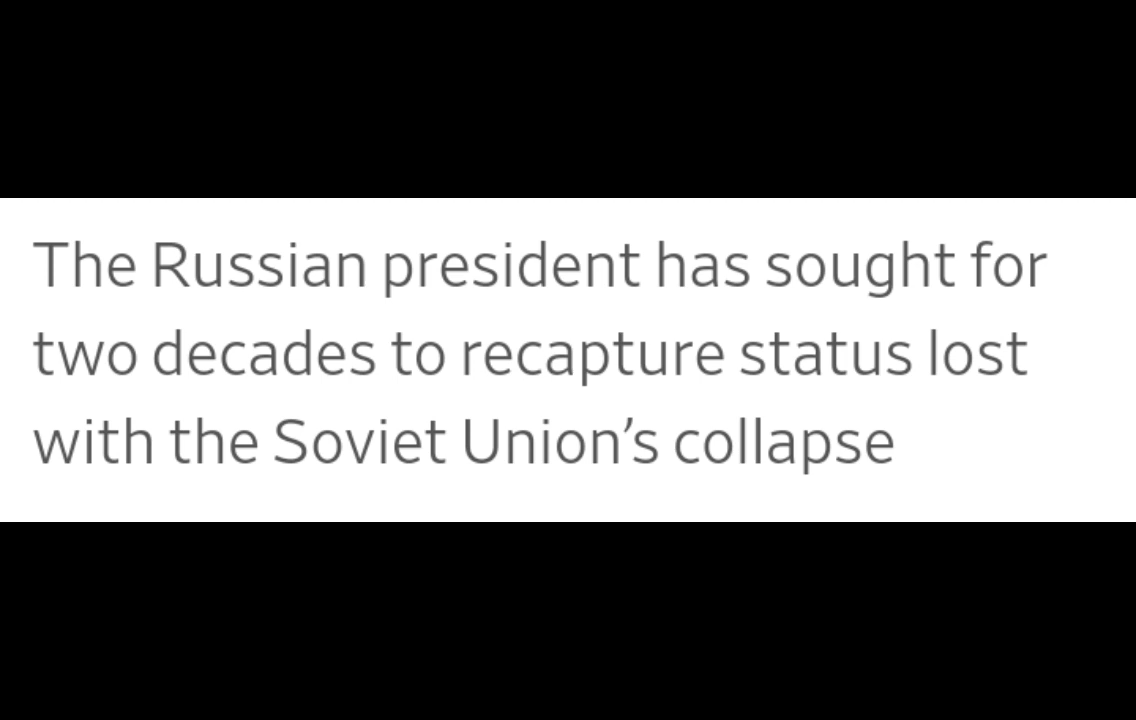 The Russian president has sought for
two decades to recapture status lost
with the Soviet Union’s collapse